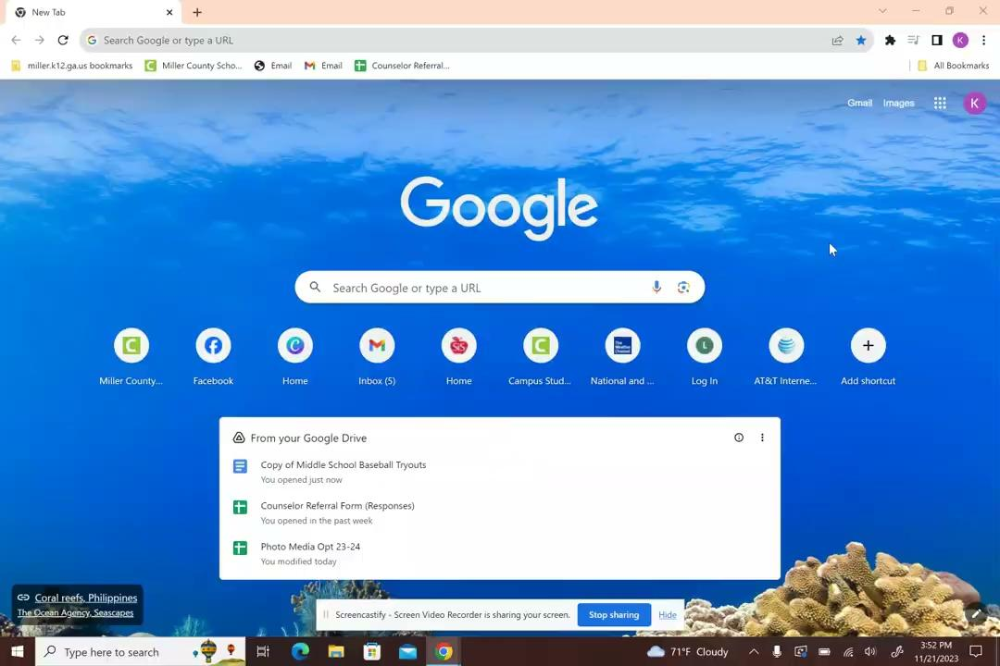 New Tab
Search Google or type a URL
K
miller.k12.ga.us bookmarks
Miller County Scho...
Email
Email
Counselor Referral...
All Bookmarks
Gmail
Images
K
Google
Search Google or type a URL
Miller County...
Facebook
Home
Inbox (5)
Home
Campus Stud...
National and ...
Log In
AT&T Interne...
Add shortcut
From your Google Drive
Copy of Middle School Baseball Tryouts
You opened just now
Counselor Referral Form (Responses)
You opened in the past week
Photo Media Opt 23-24
You modified today
Coral reefs, Philippines
The Ocean Agency, Seascapes
Screencastify - Screen Video Recorder is sharing your screen.
Stop sharing
Hide
Type here to search
71°F Cloudy
3:52 PM
11/21/2023